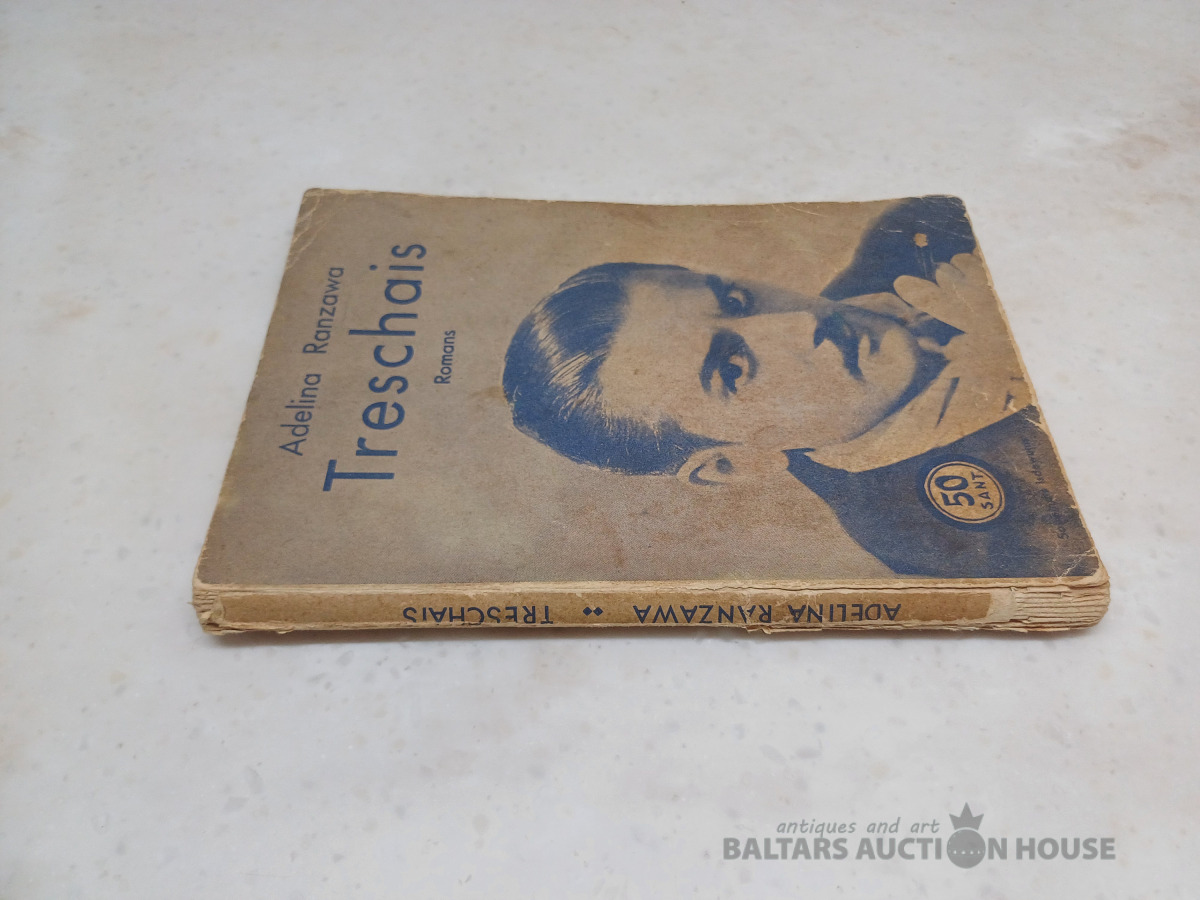 Adelina Ranzawa
Treschais
Romans
50
SANT.
ADELINA RANZAWA ◆◆ TRESCHAIS
antiques and art
BALTARS AUCTION HOUSE